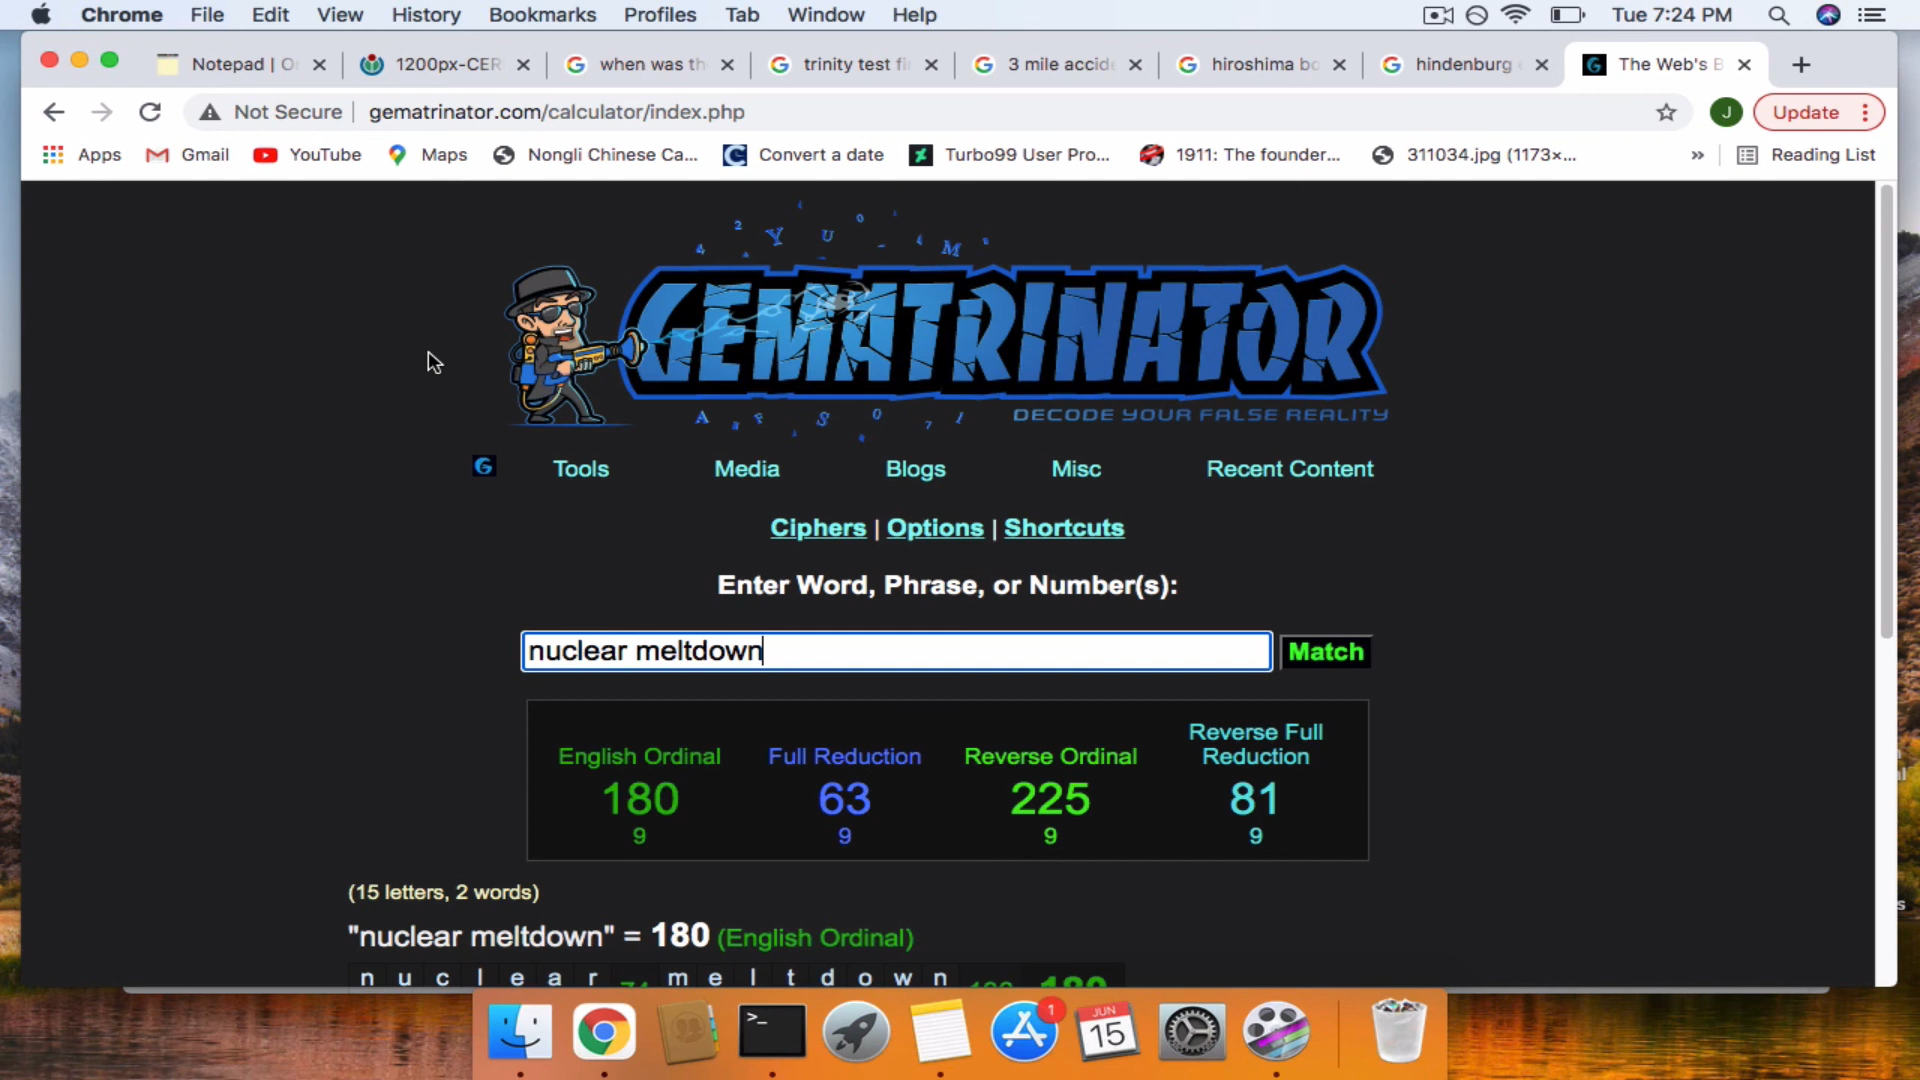 Chrome File Edit View History Bookmarks Profiles Tab Window Help Tue 7:24 PM
Notepad | O 1200px-CER when was th trinity test fi 3 mile accide hiroshima bo hindenburg The Web's B
Not Secure gematrinator.com/calculator/index.php J Update
Apps Gmail YouTube Maps Nongli Chinese Ca... Convert a date Turbo99 User Pro... 1911: The founder... 311034.jpg (1173×... » Reading List
GEMATRINATOR
DECODE YOUR FALSE REALITY
G Tools Media Blogs Misc Recent Content
Ciphers | Options | Shortcuts
Enter Word, Phrase, or Number(s):
nuclear meltdown Match
English Ordinal Full Reduction Reverse Ordinal Reverse Full Reduction
180 63 225 81
9 9 9 9
(15 letters, 2 words)
"nuclear meltdown" = 180 (English Ordinal)
n u c l e a r m e l t d o w n
1
JUN
15